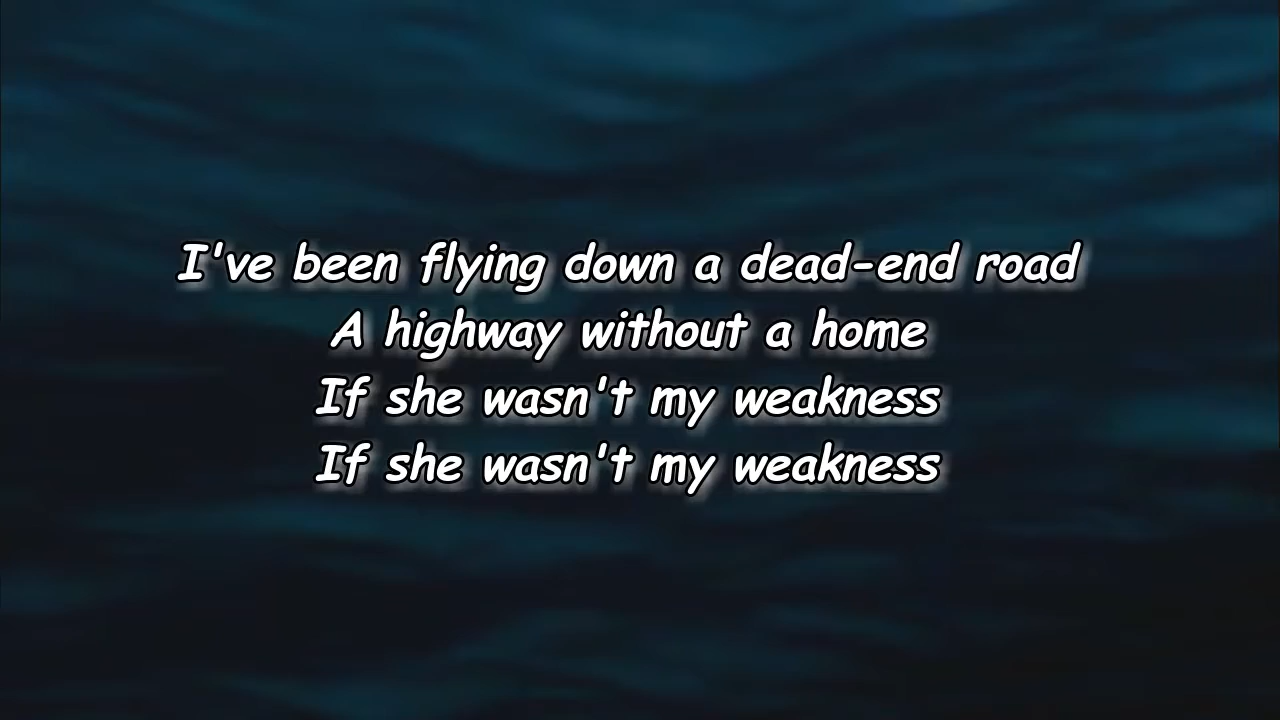 I've been flying down a dead-end road
A highway without a home
If she wasn't my weakness
If she wasn't my weakness